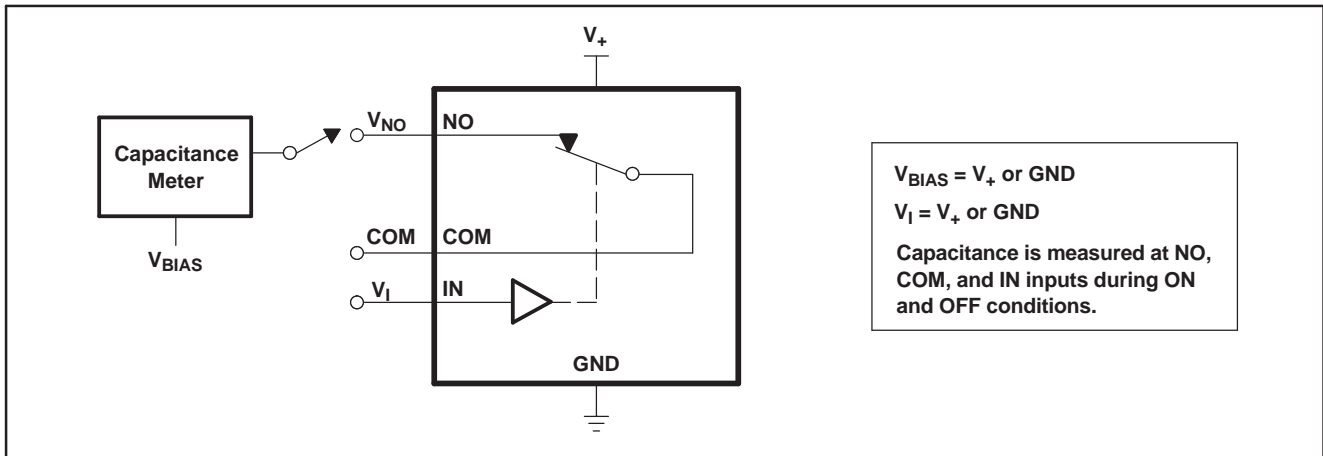 V+
Capacitance
Meter
VBIAS
VNO
NO
COM
COM
VI
IN
GND
VBIAS = V+ or GND
VI = V+ or GND
Capacitance is measured at NO,
COM, and IN inputs during ON
and OFF conditions.